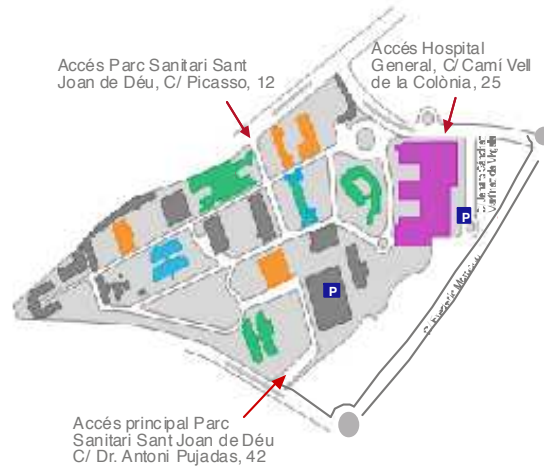 Accés Parc Sanitari Sant
Joan de Déu, C/ Picasso, 12
Accés Hospital
General, C/ Camí Vell
de la Colònia, 25
P
P
Accés principal Parc
Sanitari Sant Joan de Déu
C/ Dr. Antoni Pujadas, 42